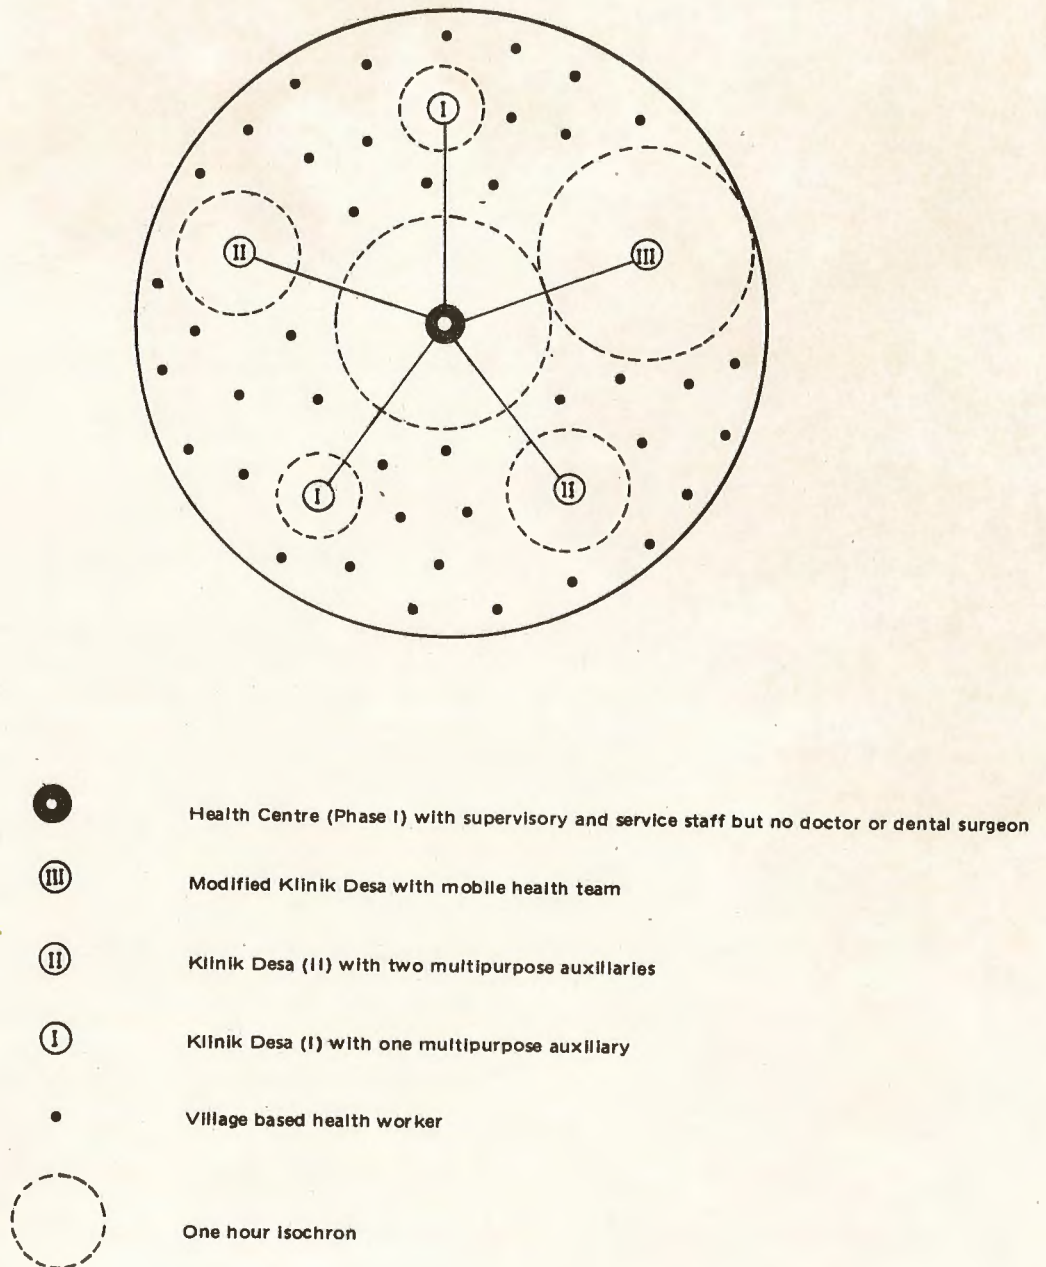 I
II
III
I
II
Health Centre (Phase I) with supervisory and service staff but no doctor or dental surgeon
III
Modified Klinik Desa with mobile health team
II
Klinik Desa (II) with two multipurpose auxiliaries
I
Klinik Desa (I) with one multipurpose auxiliary
Village based health worker
One hour isochron